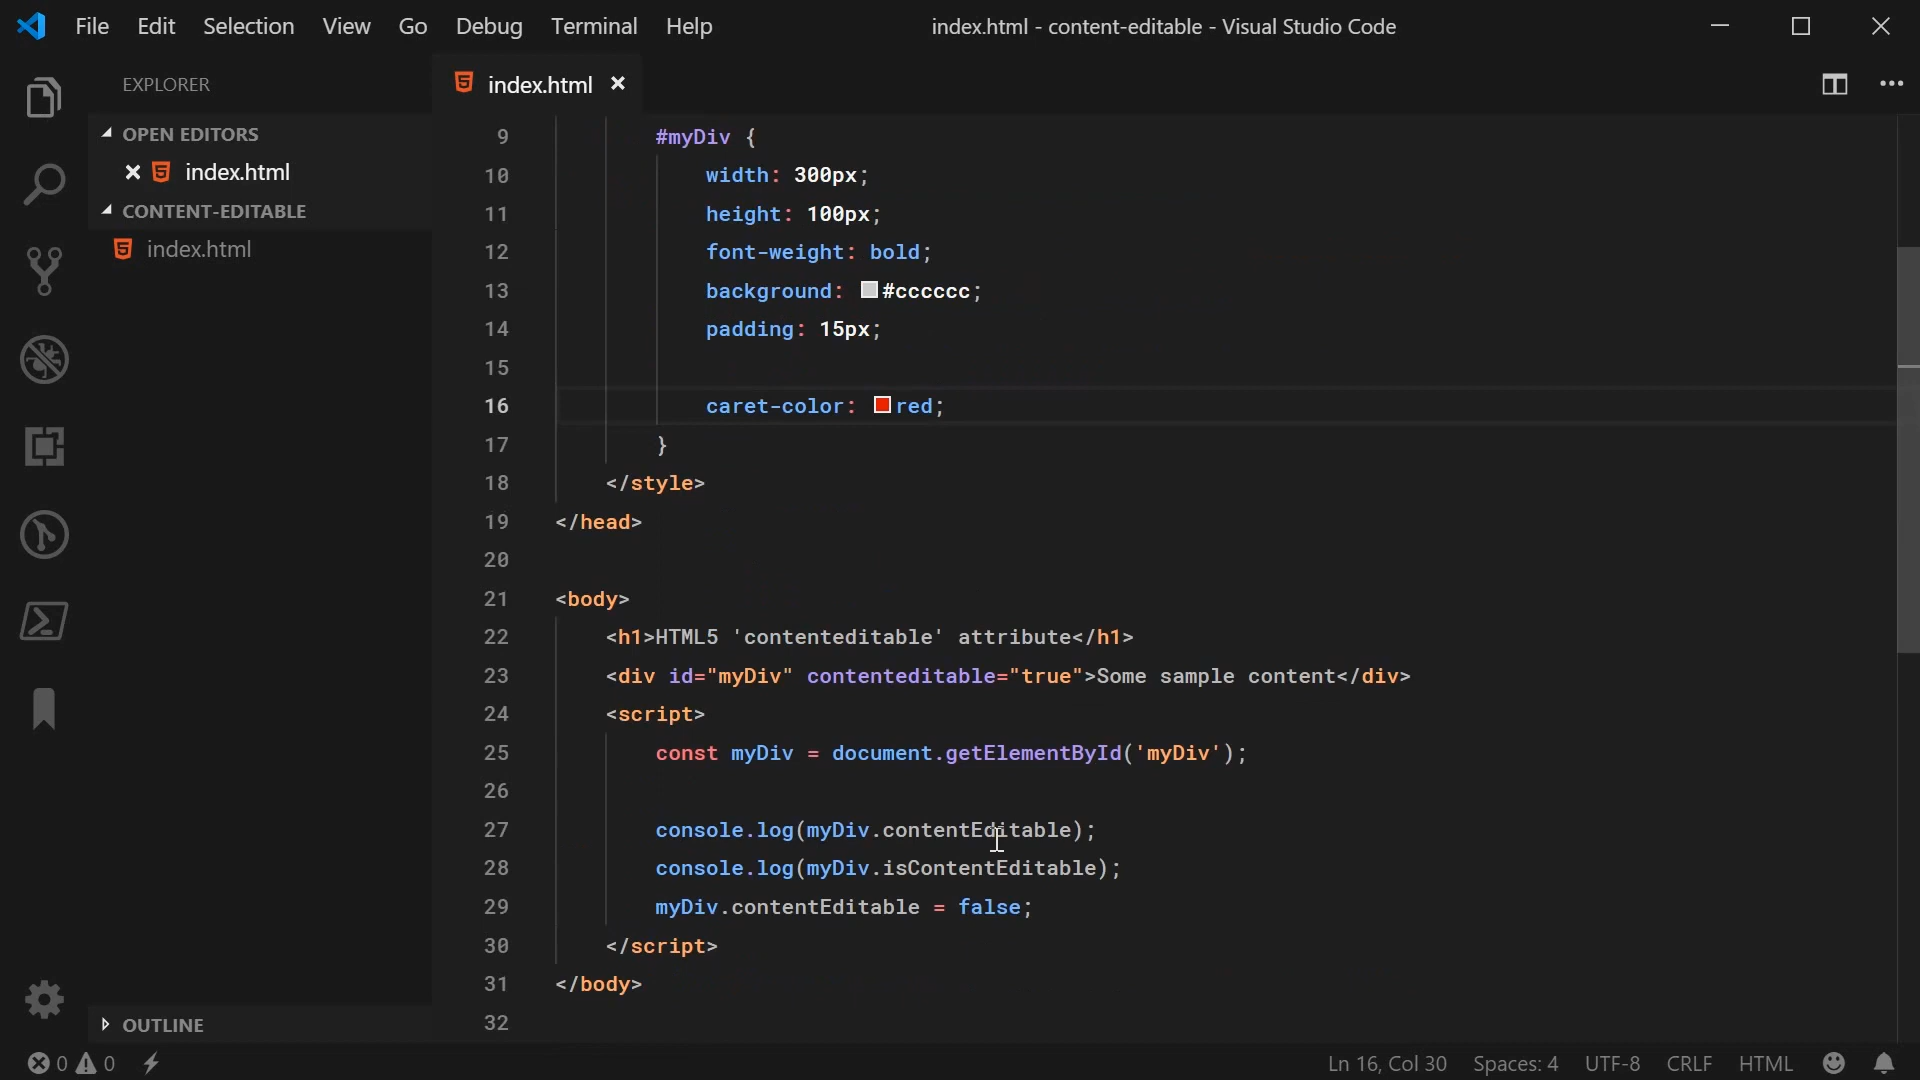 File Edit Selection View Go Debug Terminal Help
index.html - content-editable - Visual Studio Code
EXPLORER
OPEN EDITORS
index.html
CONTENT-EDITABLE
index.html
OUTLINE
index.html
9 #myDiv {
10 width: 300px;
11 height: 100px;
12 font-weight: bold;
13 background: #cccccc;
14 padding: 15px;
15
16 caret-color: red;
17 }
18 </style>
19 </head>
20
21 <body>
22 <h1>HTML5 'contenteditable' attribute</h1>
23 <div id="myDiv" contenteditable="true">Some sample content</div>
24 <script>
25 const myDiv = document.getElementById('myDiv');
26
27 console.log(myDiv.contentEditable);
28 console.log(myDiv.isContentEditable);
29 myDiv.contentEditable = false;
30 </script>
31 </body>
32
0 0
Ln 16, Col 30 Spaces: 4 UTF-8 CRLF HTML